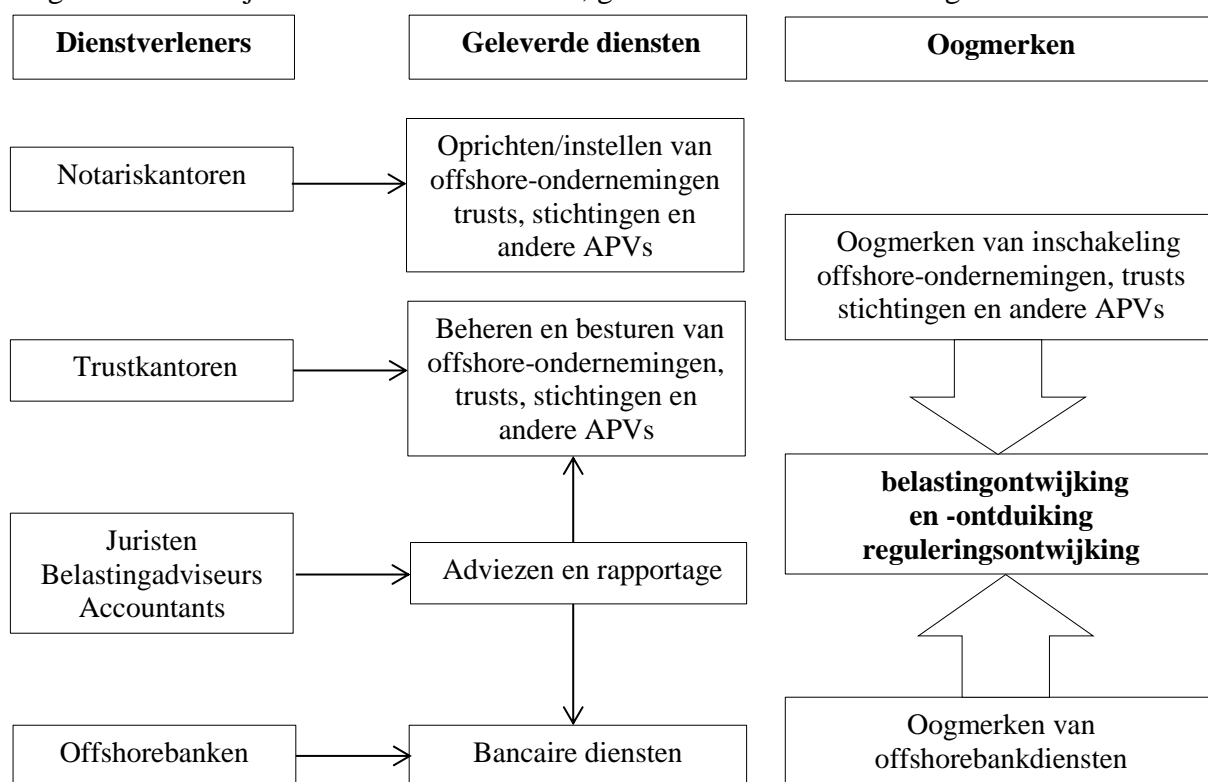 Dienstverleners
Geleverde diensten
Oogmerken
Notariskantoren
Oprichten/instellen van
offshore-ondernemingen
trusts, stichtingen en
andere APVs
Oogmerken van inschakeling
offshore-ondernemingen, trusts
stichtingen en andere APVs
Trustkantoren
Beheren en besturen van
offshore-ondernemingen,
trusts, stichtingen en
andere APVs
belastingontwijking
en -ontduiking
reguleringsontwijking
Juristen
Belastingadviseurs
Accountants
Adviezen en rapportage
Offshorebanken
Bancaire diensten
Oogmerken van
offshorebankdiensten